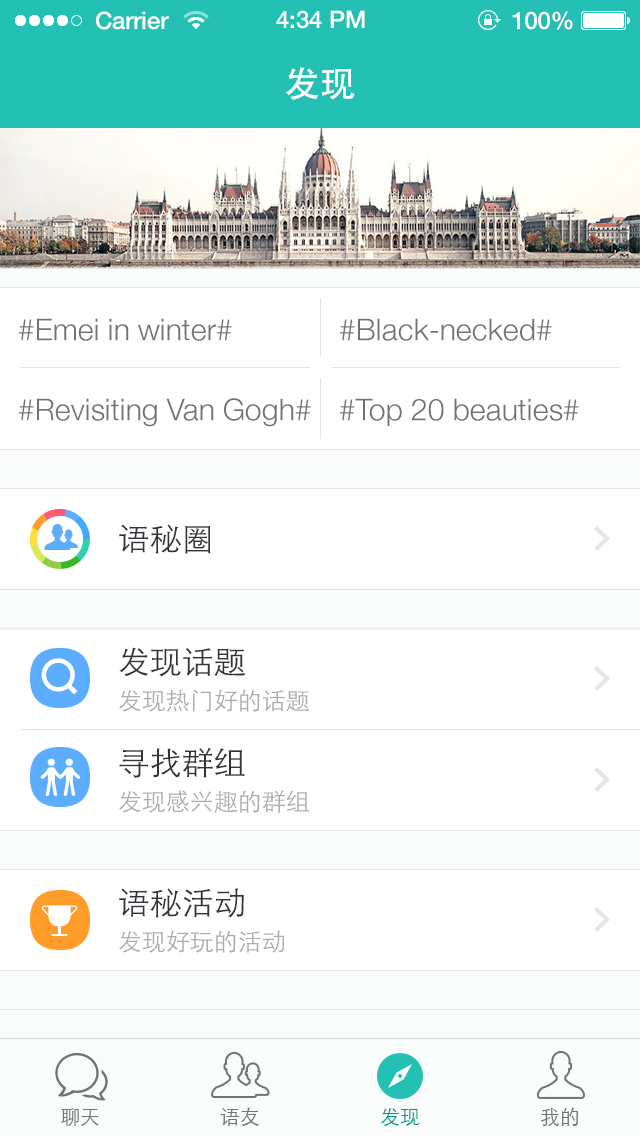 Carrier 4:34 PM 100%
发现
#Emei in winter# #Black-necked#
#Revisiting Van Gogh# #Top 20 beauties#
语秘圈
发现话题
发现热门好的话题
寻找群组
发现感兴趣的群组
语秘活动
发现好玩的活动
聊天 语友 发现 我的